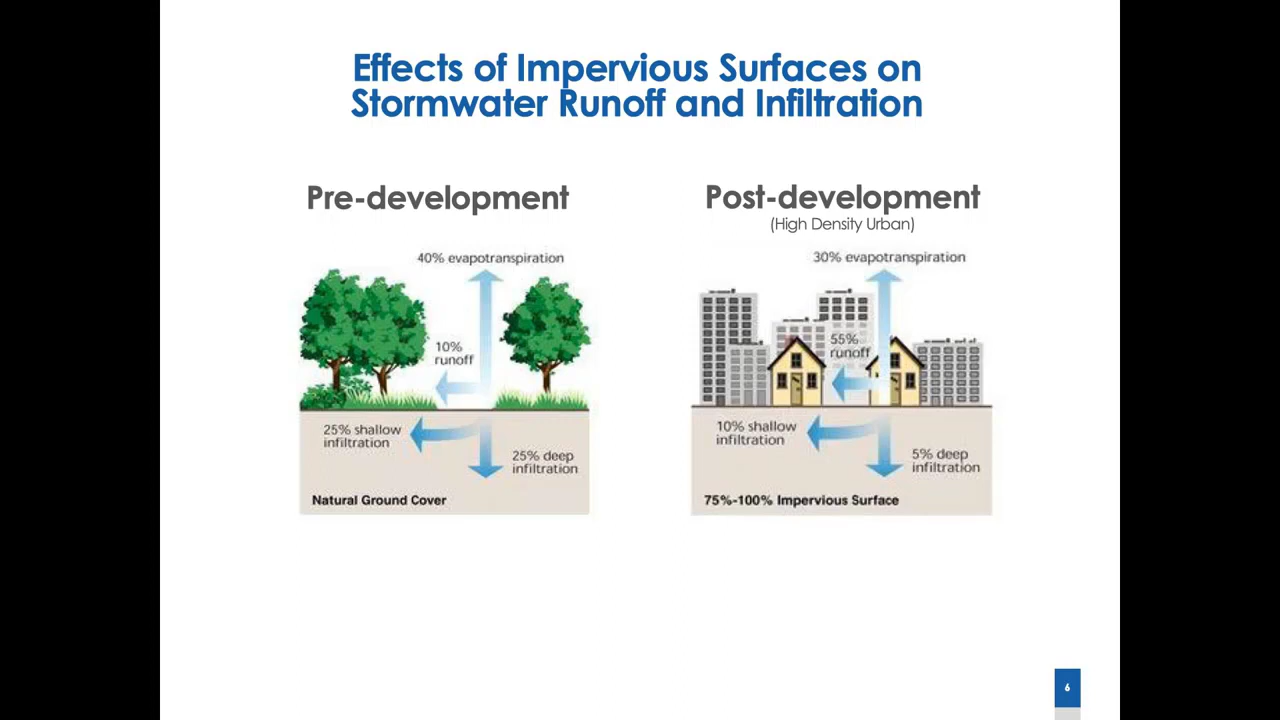 Effects of Impervious Surfaces on
Stormwater Runoff and Infiltration
Pre-development
40% evapotranspiration
10%
runoff
25% shallow
infiltration
25% deep
infiltration
Natural Ground Cover
Post-development
(High Density Urban)
30% evapotranspiration
55%
runoff
10% shallow
infiltration
5% deep
infiltration
75%-100% Impervious Surface
6